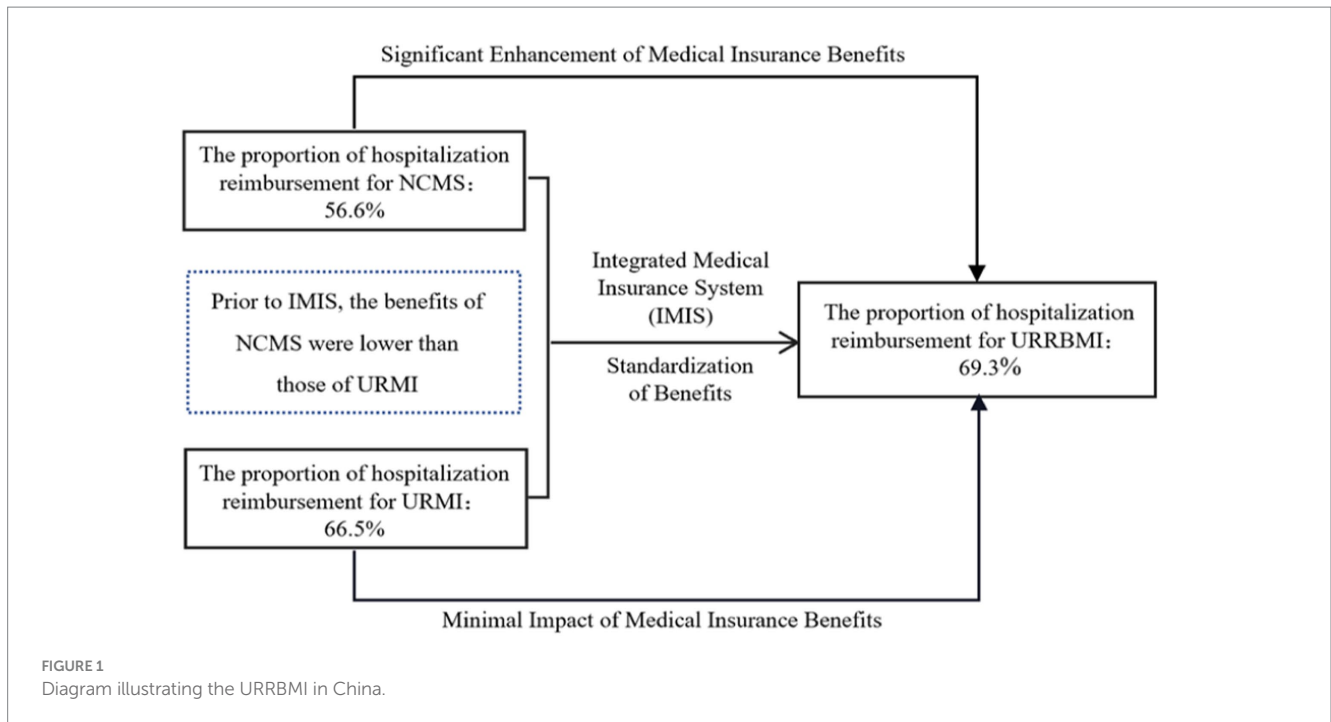 Significant Enhancement of Medical Insurance Benefits
The proportion of hospitalization
reimbursement for NCMS：
56.6%
Prior to IMIS, the benefits of
NCMS were lower than
those of URMI
The proportion of hospitalization
reimbursement for URMI：
66.5%
Integrated Medical
Insurance System
(IMIS)
Standardization
of Benefits
The proportion of hospitalization
reimbursement for URRBMI：
69.3%
Minimal Impact of Medical Insurance Benefits
FIGURE 1
Diagram illustrating the URRBMI in China.